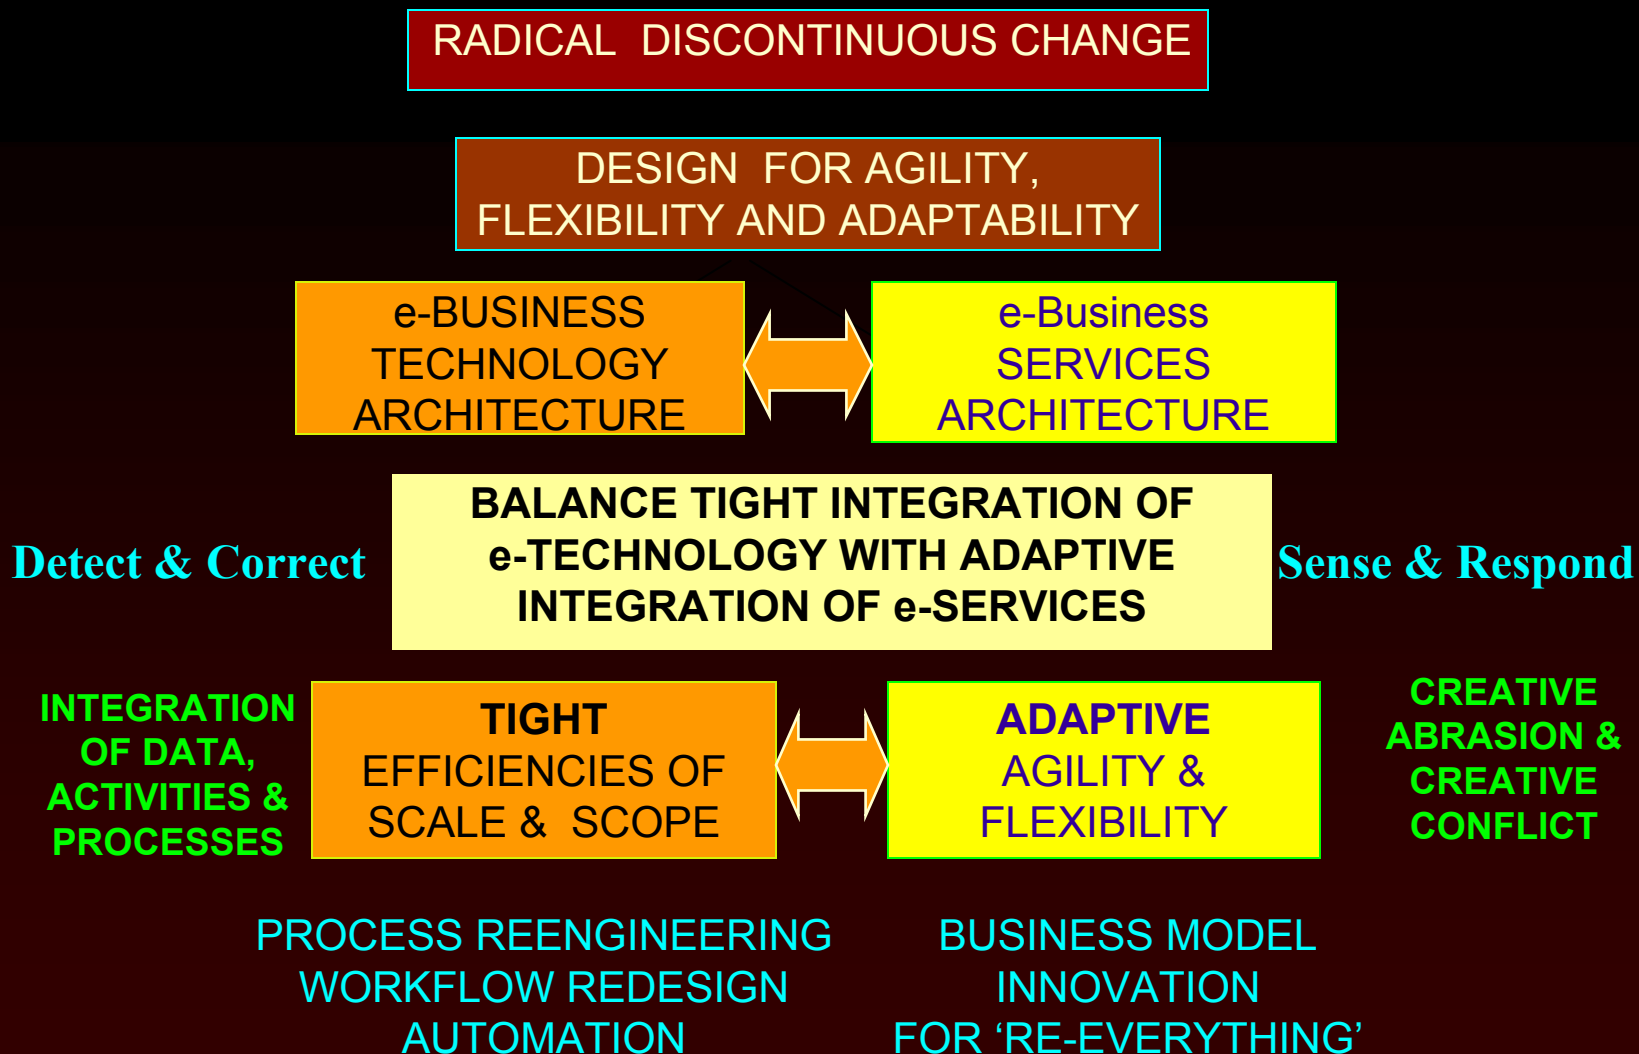 RADICAL DISCONTINUOUS CHANGE
DESIGN FOR AGILITY,
FLEXIBILITY AND ADAPTABILITY
e-BUSINESS
TECHNOLOGY
ARCHITECTURE
e-Business
SERVICES
ARCHITECTURE
Detect & Correct
BALANCE TIGHT INTEGRATION OF
e-TECHNOLOGY WITH ADAPTIVE
INTEGRATION OF e-SERVICES
Sense & Respond
INTEGRATION
OF DATA,
ACTIVITIES &
PROCESSES
TIGHT
EFFICIENCIES OF
SCALE & SCOPE
ADAPTIVE
AGILITY &
FLEXIBILITY
CREATIVE
ABRASION &
CREATIVE
CONFLICT
PROCESS REENGINEERING
WORKFLOW REDESIGN
AUTOMATION
BUSINESS MODEL
INNOVATION
FOR ‘RE-EVERYTHING’